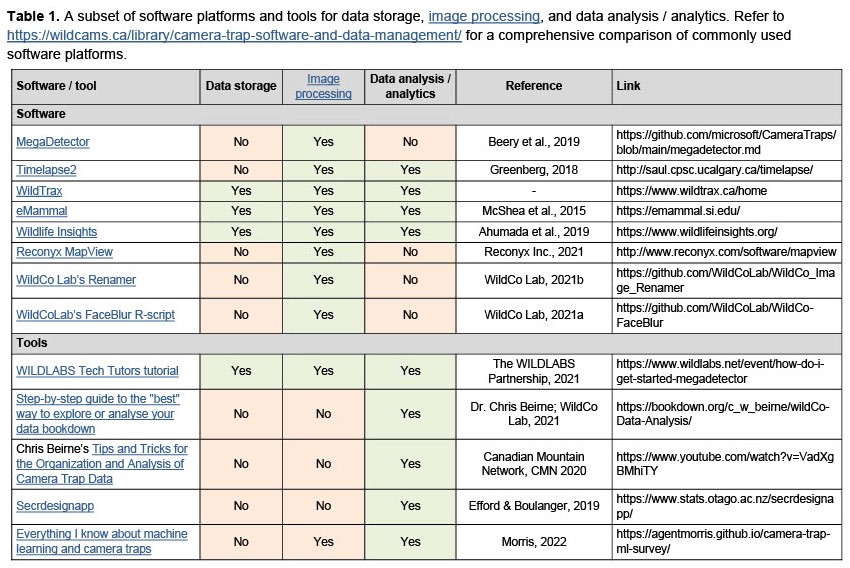 Table 1. A subset of software platforms and tools for data storage, image processing, and data analysis / analytics. Refer to
https://wildcams.ca/library/camera-trap-software-and-data-management/ for a comprehensive comparison of commonly used
software platforms.
Software / tool Data storage Image processing Data analysis / analytics Reference Link
Software
MegaDetector No Yes No Beery et al., 2019 https://github.com/microsoft/CameraTraps/
blob/main/megadetector.md
Timelapse2 No Yes Yes Greenberg, 2018 http://saul.cpsc.ucalgary.ca/timelapse/
WildTrax Yes Yes Yes - https://www.wildtrax.ca/home
eMammal Yes Yes Yes McShea et al., 2015 https://emammal.si.edu/
Wildlife Insights Yes Yes Yes Ahumada et al., 2019 https://www.wildlifeinsights.org/
Reconyx MapView No Yes No Reconyx Inc., 2021 http://www.reconyx.com/software/mapview
WildCo Lab's Renamer No Yes No WildCo Lab, 2021b https://github.com/WildCoLab/WildCo_Ima
ge_Renamer
WildCoLab's FaceBlur R-script No Yes No WildCo Lab, 2021a https://github.com/WildCoLab/WildCo-
FaceBlur
Tools
WILDLABS Tech Tutors tutorial Yes Yes Yes The WILDLABS
Partnership, 2021 https://www.wildlabs.net/event/how-do-i-
get-started-megadetector
Step-by-step guide to the "best"
way to explore or analyse your
data bookdown No No Yes Dr. Chris Beirne; WildCo
Lab, 2021 https://bookdown.org/c_w_beirne/wildCo-
Data-Analysis/
Chris Beirne's Tips and Tricks for
the Organization and Analysis of
Camera Trap Data No No Yes Canadian Mountain
Network, CMN 2020 https://www.youtube.com/watch?v=VadXg
BMhiTY
Secrdesignapp No No Yes Efford & Boulanger, 2019 https://www.stats.otago.ac.nz/secrdesigna
pp/
Everything I know about machine
learning and camera traps No Yes Yes Morris, 2022 https://agentmorris.github.io/camera-trap-
ml-survey/